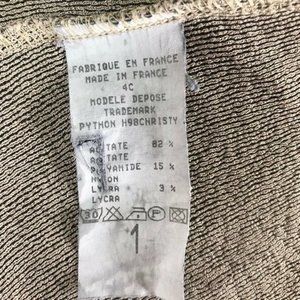 FABRIQUE EN FRANCE
MADE IN FRANCE
4C
MODELE DEPOSE
TRADEMARK
PYTHON H98CHRISTY
ACETATE 82 %
ACETATE
POLYAMIDE 15 %
NYLON
LYCRA 3 %
LYCRA
30
1